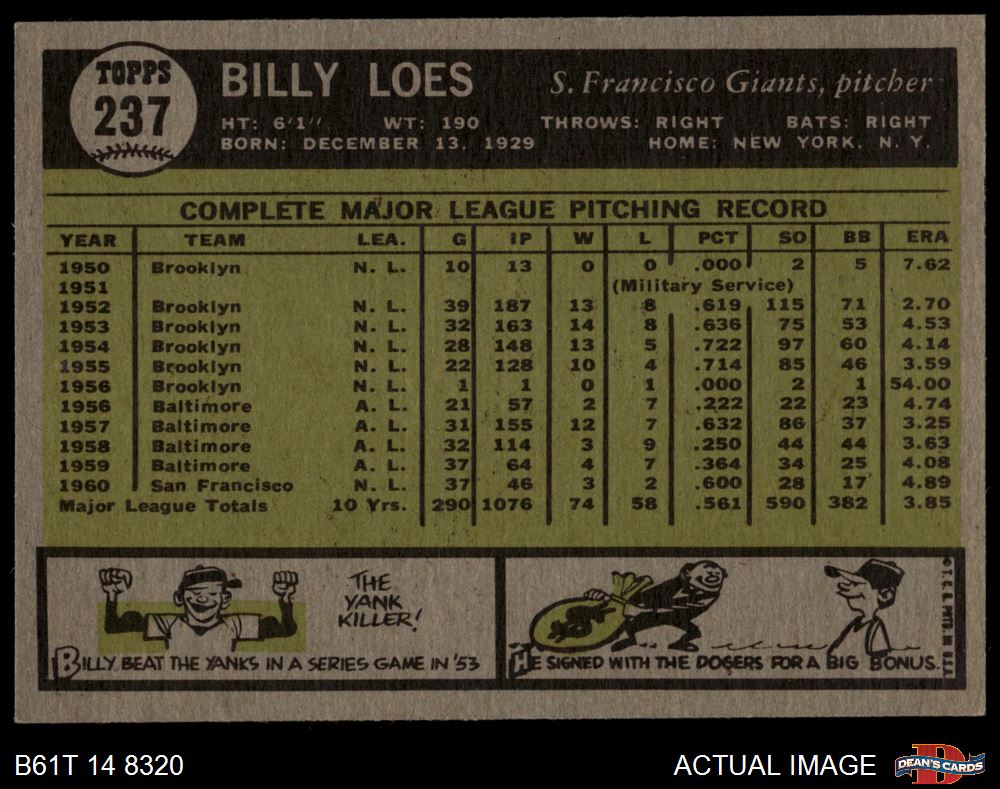 TOPPS
237
BILLY LOES
S. Francisco Giants, pitcher
HT: 6'1" WT: 190 THROWS: RIGHT BATS: RIGHT
BORN: DECEMBER 13, 1929 HOME: NEW YORK, N. Y.
COMPLETE MAJOR LEAGUE PITCHING RECORD
YEAR TEAM LEA. G IP W L PCT SO BB ERA
1950 Brooklyn N. L. 10 13 0 0 .000 2 5 7.62
1951 (Military Service)
1952 Brooklyn N. L. 39 187 13 8 .619 115 71 2.70
1953 Brooklyn N. L. 32 163 14 8 .636 75 53 4.53
1954 Brooklyn N. L. 28 148 13 5 .722 97 60 4.14
1955 Brooklyn N. L. 22 128 10 4 .714 85 46 3.59
1956 Brooklyn N. L. 1 1 0 1 .000 2 1 54.00
1956 Baltimore A. L. 21 57 2 7 .222 22 23 4.74
1957 Baltimore A. L. 31 155 12 7 .632 86 37 3.25
1958 Baltimore A. L. 32 114 3 9 .250 44 44 3.63
1959 Baltimore A. L. 37 64 4 7 .364 34 25 4.08
1960 San Francisco N. L. 37 46 3 2 .600 28 17 4.89
Major League Totals 10 Yrs. 290 1076 74 58 .561 590 382 3.85
THE
YANK
KILLER!
BILLY BEAT THE YANKS IN A SERIES GAME IN '53
HE SIGNED WITH THE DOGERS FOR A BIG BONUS.
© T. C. G. PRTD. IN U.S.A.
B61T 14 8320
ACTUAL IMAGE
DEAN'S CARDS